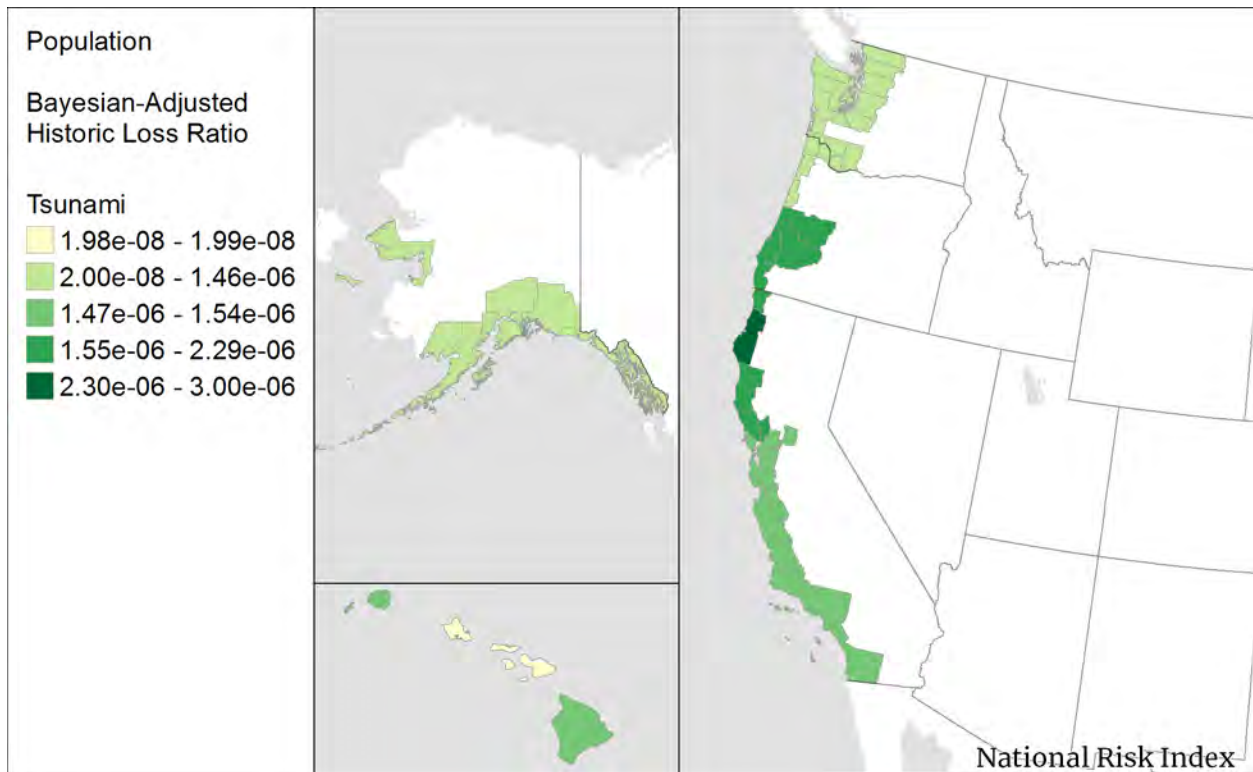 Population
Bayesian-Adjusted
Historic Loss Ratio
Tsunami
1.98e-08 - 1.99e-08
2.00e-08 - 1.46e-06
1.47e-06 - 1.54e-06
1.55e-06 - 2.29e-06
2.30e-06 - 3.00e-06
National Risk Index